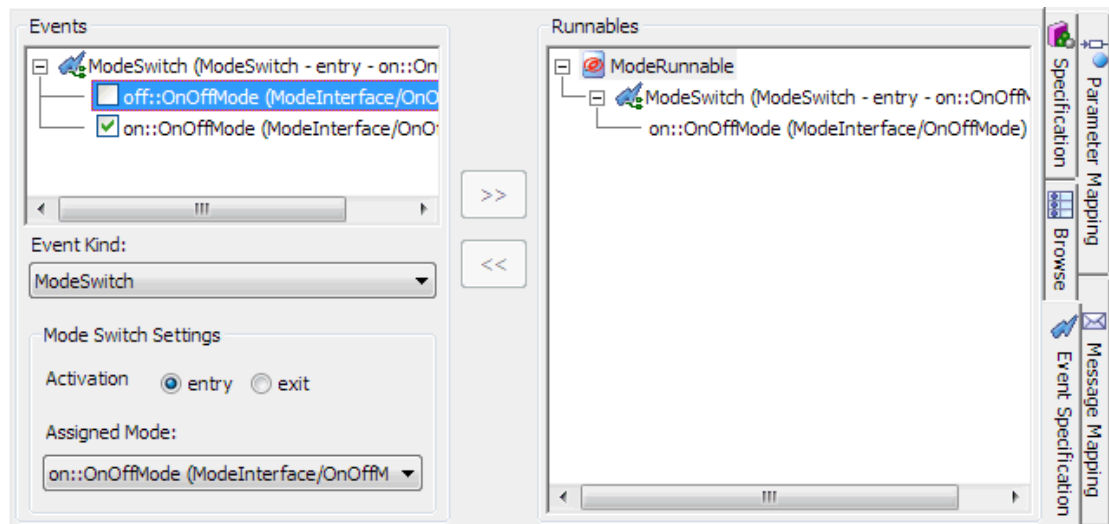 Events
ModeSwitch (ModeSwitch - entry - on::On
off::OnOffMode (ModeInterface/OnO
on::OnOffMode (ModeInterface/OnO
Event Kind:
ModeSwitch
Mode Switch Settings
Activation entry exit
Assigned Mode:
on::OnOffMode (ModeInterface/OnOffM
>>
<<
Runnables
ModeRunnable
ModeSwitch (ModeSwitch - entry - on::OnOffM
on::OnOffMode (ModeInterface/OnOffMode)
Specification
Browse
Event Specification
Parameter Mapping
Message Mapping